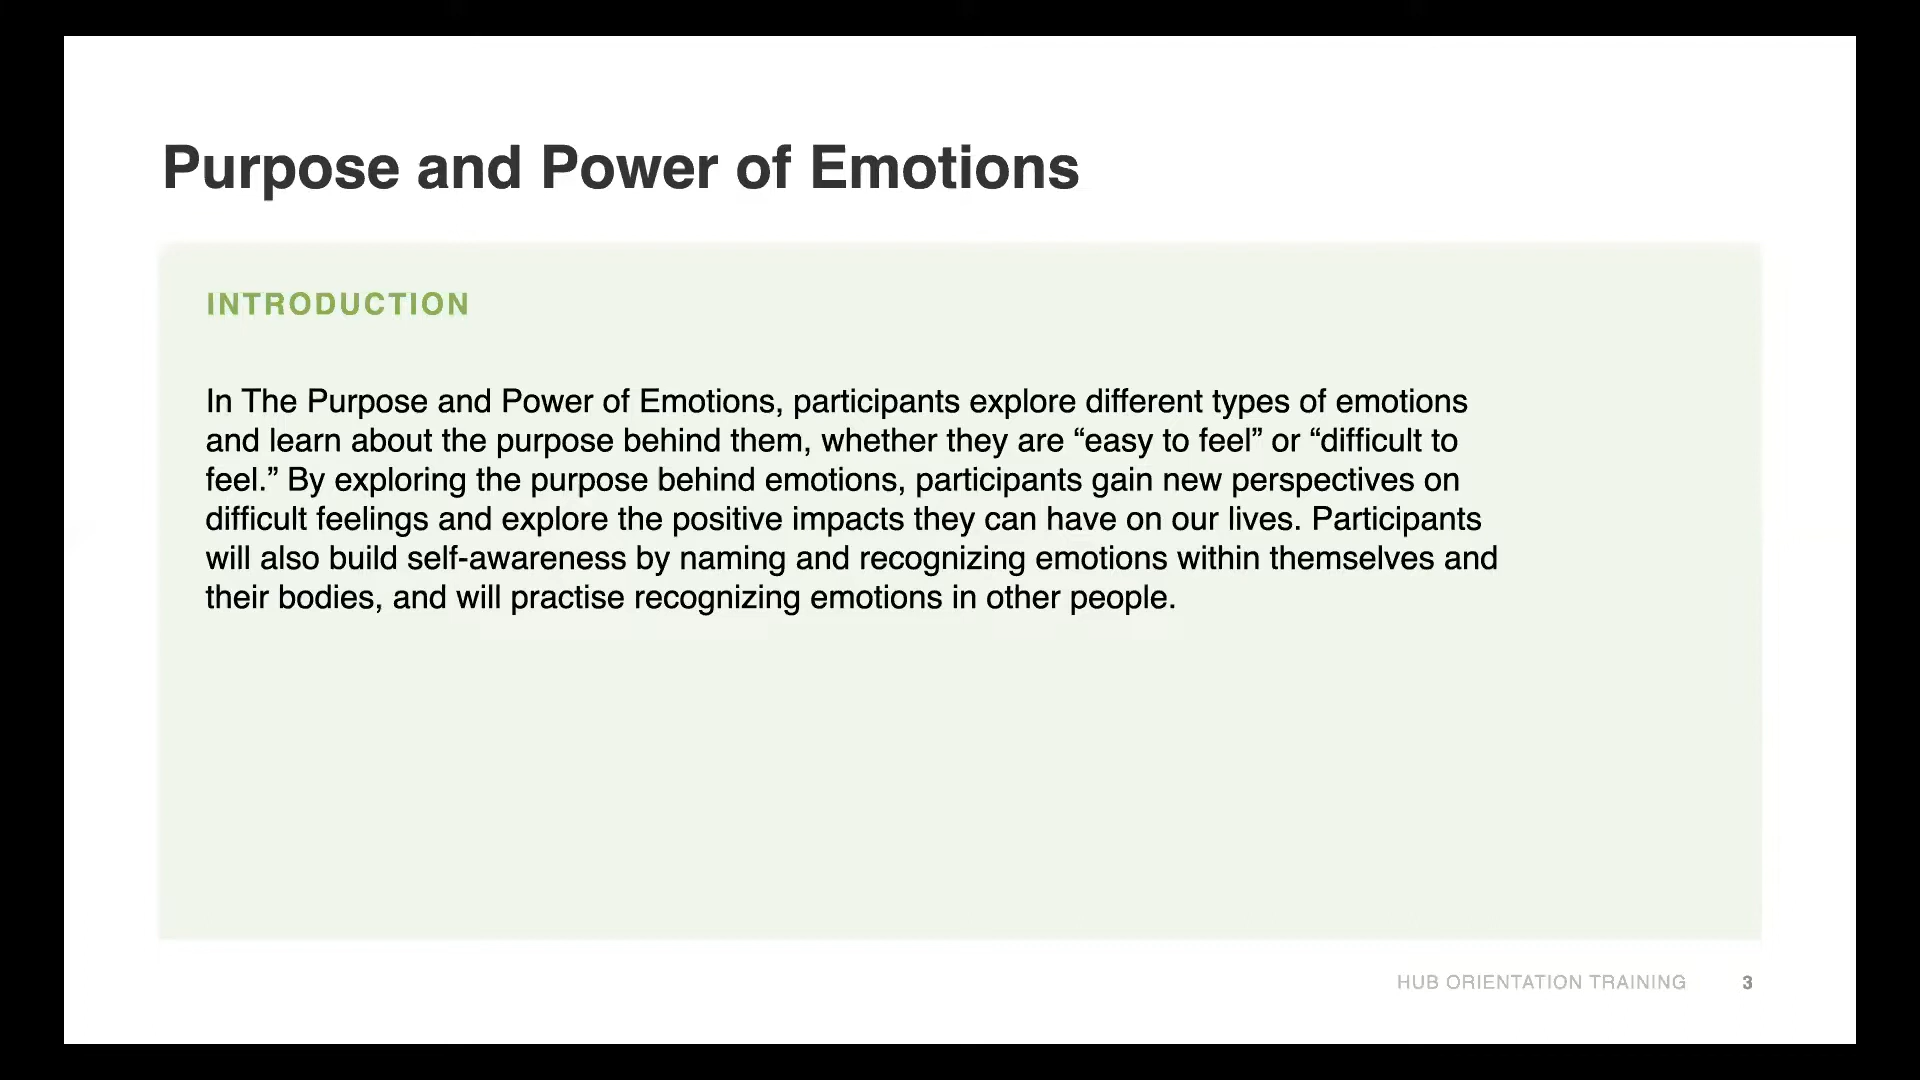 Purpose and Power of Emotions
INTRODUCTION
In The Purpose and Power of Emotions, participants explore different types of emotions
and learn about the purpose behind them, whether they are “easy to feel” or “difficult to
feel.” By exploring the purpose behind emotions, participants gain new perspectives on
difficult feelings and explore the positive impacts they can have on our lives. Participants
will also build self-awareness by naming and recognizing emotions within themselves and
their bodies, and will practise recognizing emotions in other people.
HUB ORIENTATION TRAINING 3